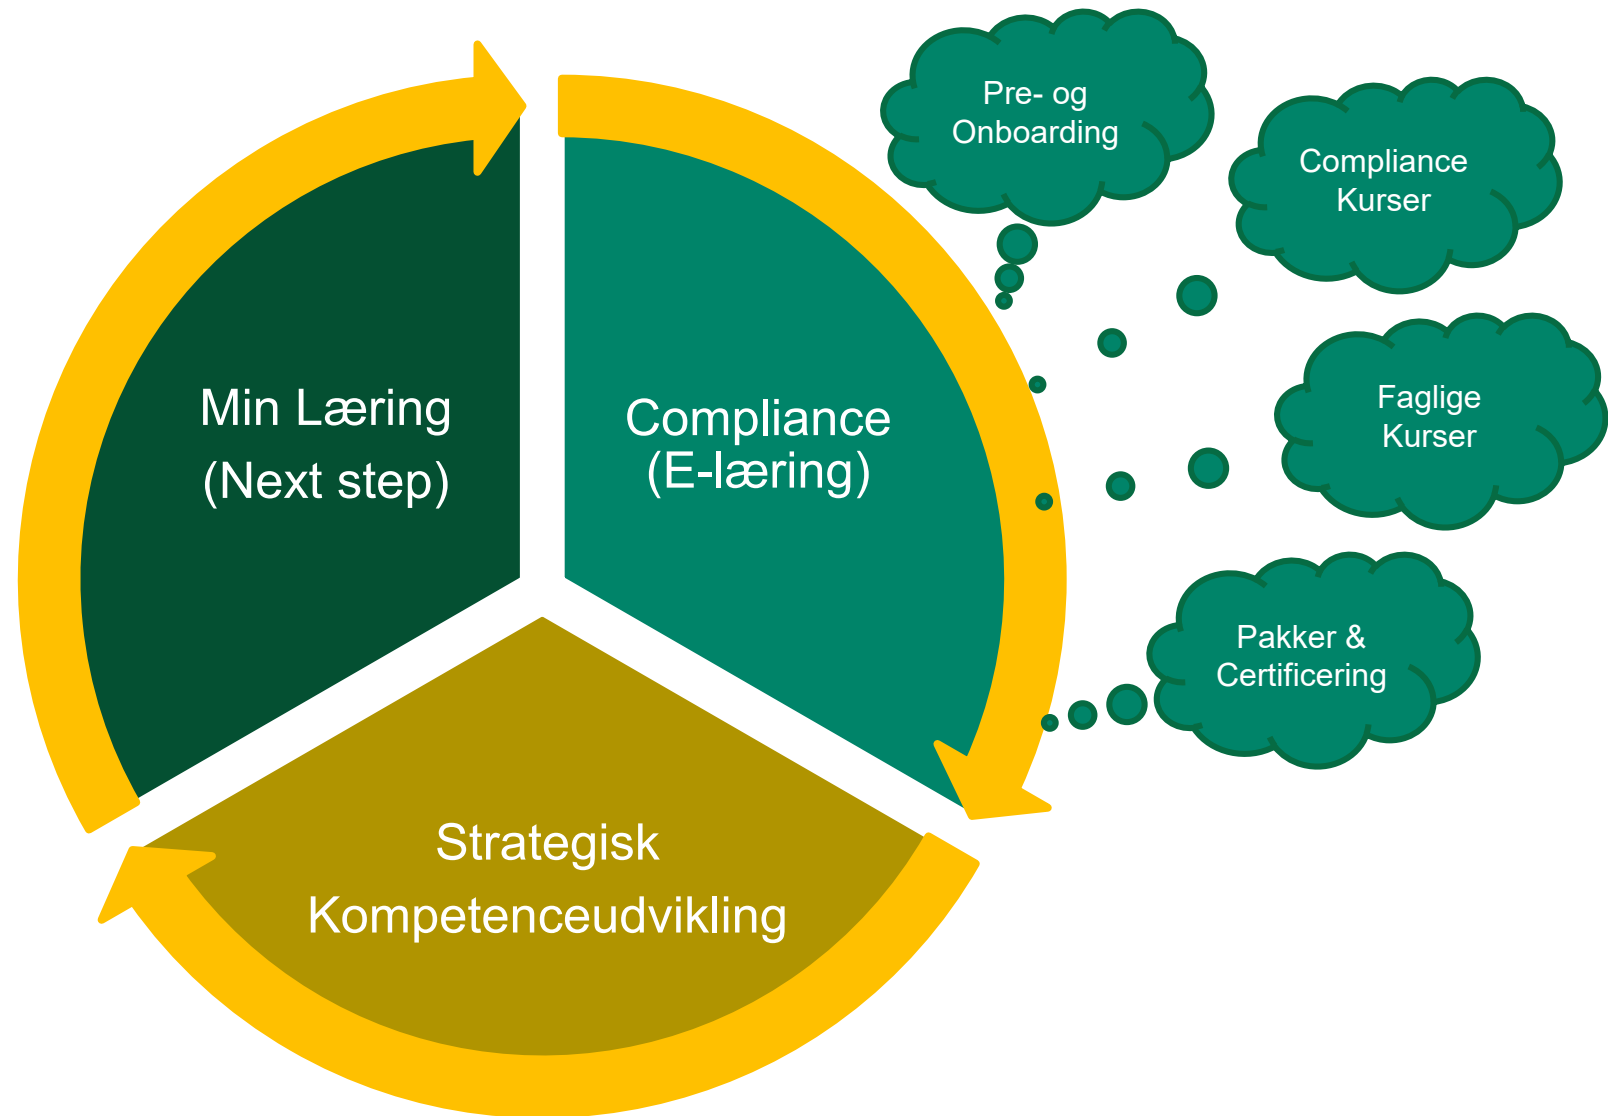 Pre- og
Onboarding
Compliance
Kurser
Faglige
Kurser
Pakker &
Certificering
Min Læring
(Next step)
Compliance
(E-læring)
Strategisk
Kompetenceudvikling